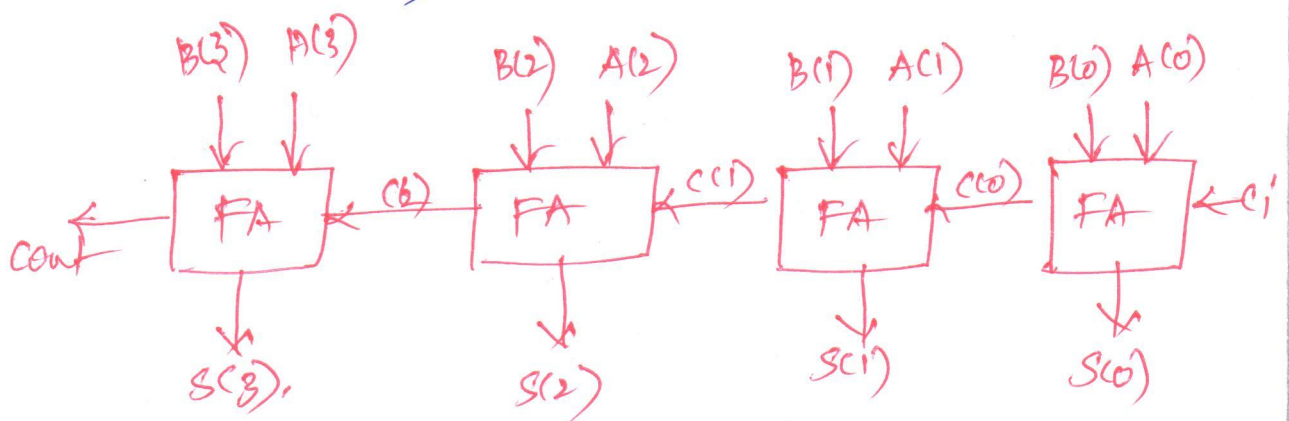 B(3) A(3) B(2) A(2) B(1) A(1) B(0) A(0)
FA C(2) FA C(1) FA C(0) FA Ci
Cout
S(3). S(2) S(1) S(0)